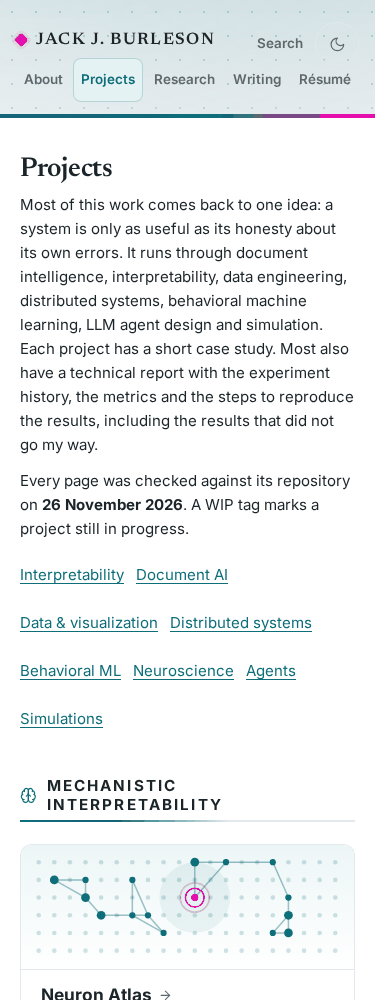 JACK J. BURLESON
Search
About Projects Research Writing Résumé
Projects
Most of this work comes back to one idea: a
system is only as useful as its honesty about
its own errors. It runs through document
intelligence, interpretability, data engineering,
distributed systems, behavioral machine
learning, LLM agent design and simulation.
Each project has a short case study. Most also
have a technical report with the experiment
history, the metrics and the steps to reproduce
the results, including the results that did not
go my way.
Every page was checked against its repository
on 26 November 2026. A WIP tag marks a
project still in progress.
Interpretability Document AI
Data & visualization Distributed systems
Behavioral ML Neuroscience Agents
Simulations
MECHANISTIC
INTERPRETABILITY
Neuron Atlas →